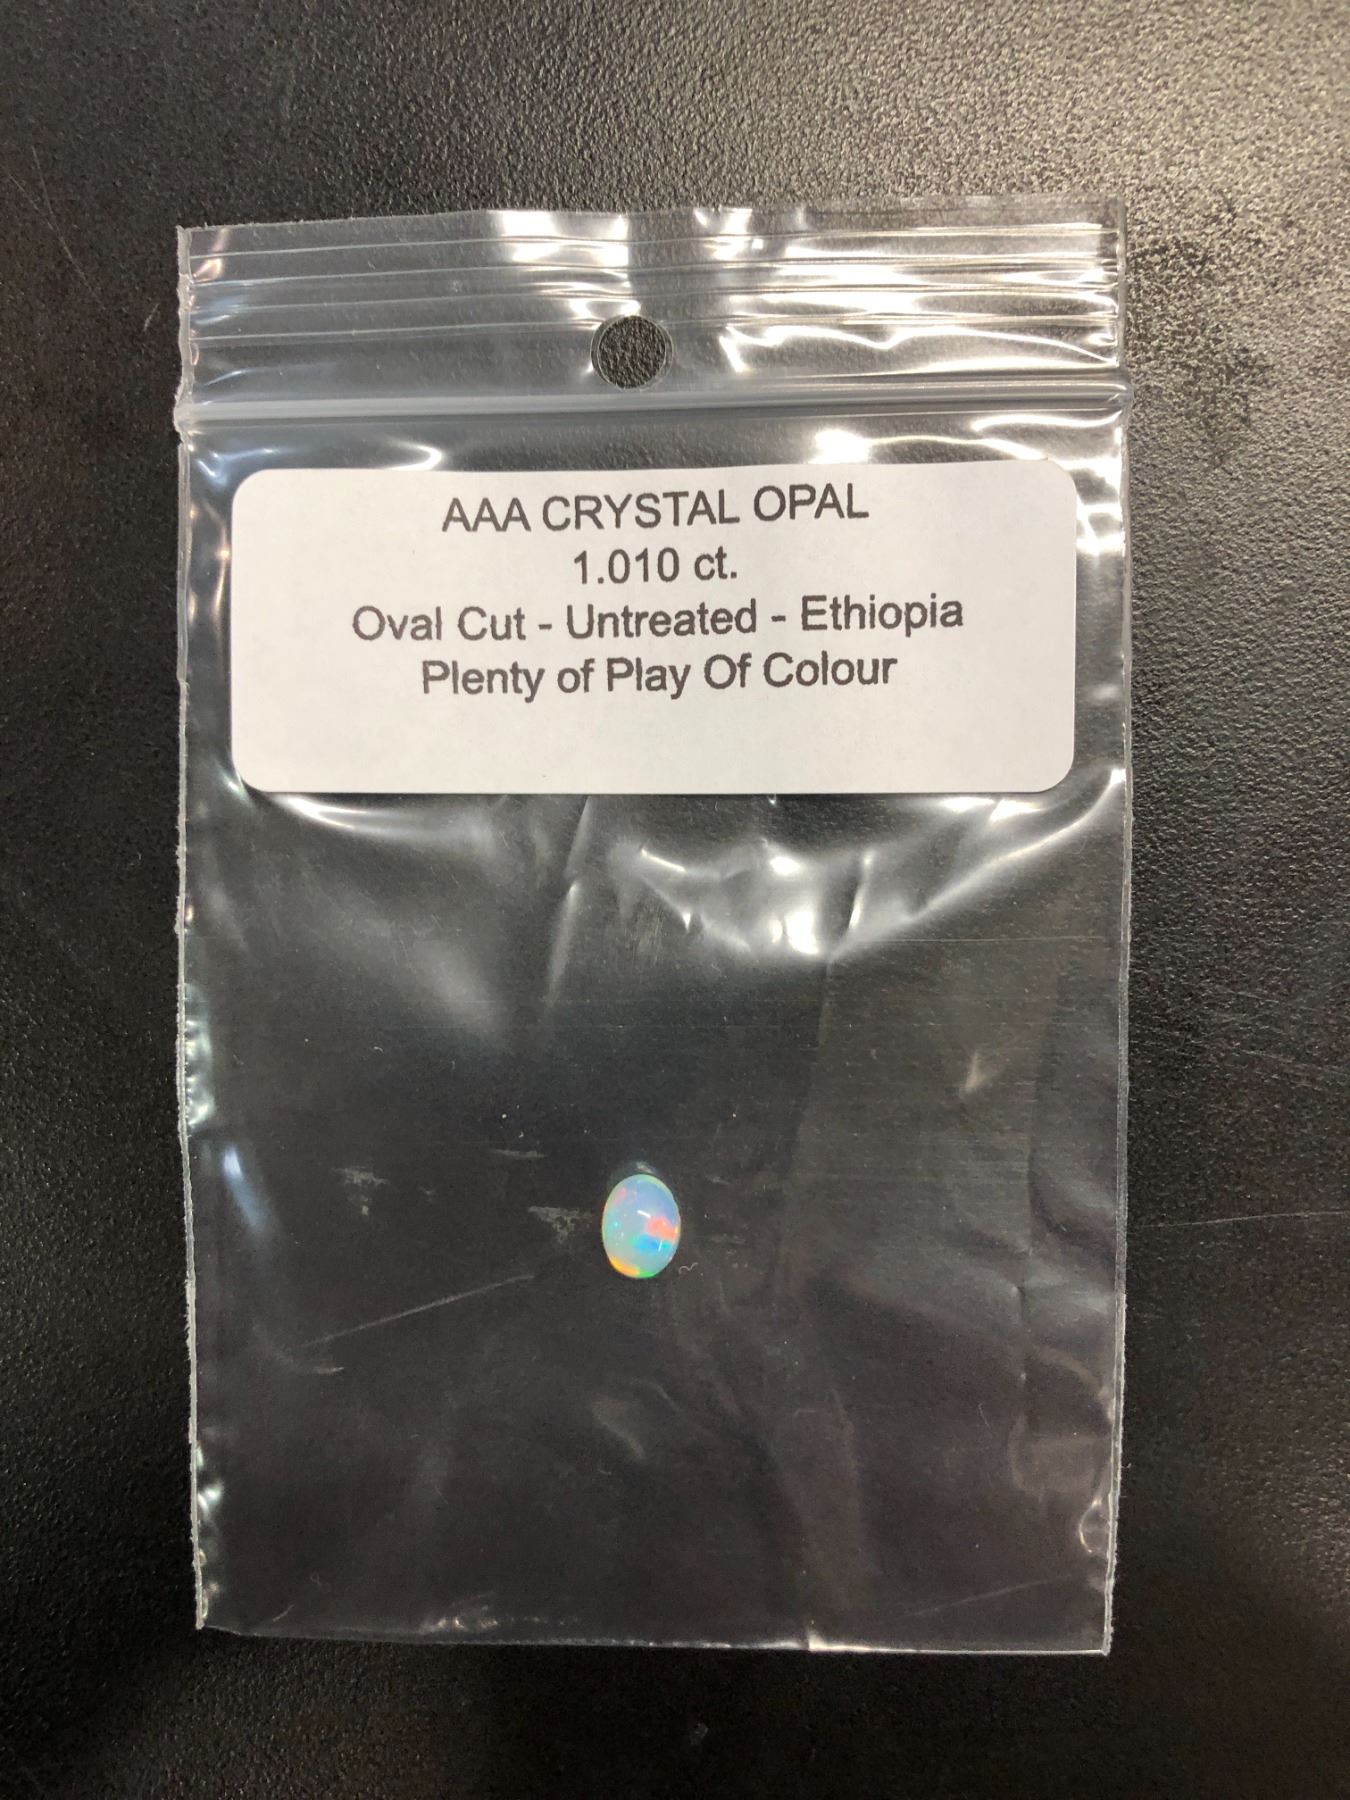 AAA CRYSTAL OPAL
1.010 ct.
Oval Cut - Untreated - Ethiopia
Plenty of Play Of Colour